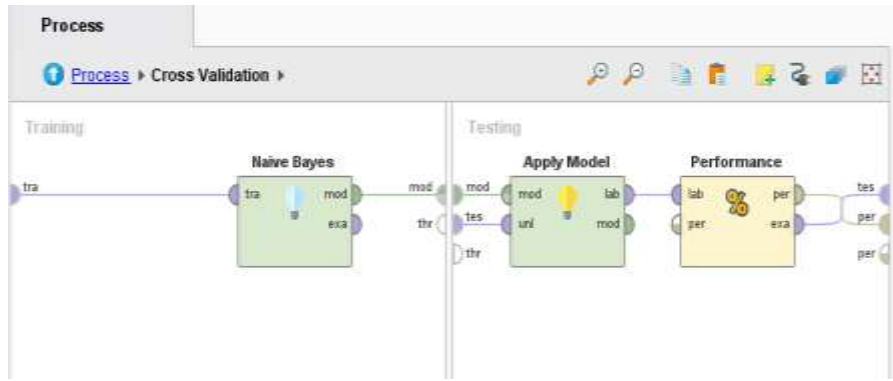 Process
Process ▸ Cross Validation ▸
Training
Testing
Naive Bayes
Apply Model
Performance
tra
tra
mod
mod
mod
mod
lab
lab
per
tes
exa
thr
tes
unl
mod
per
exa
per
thr
per